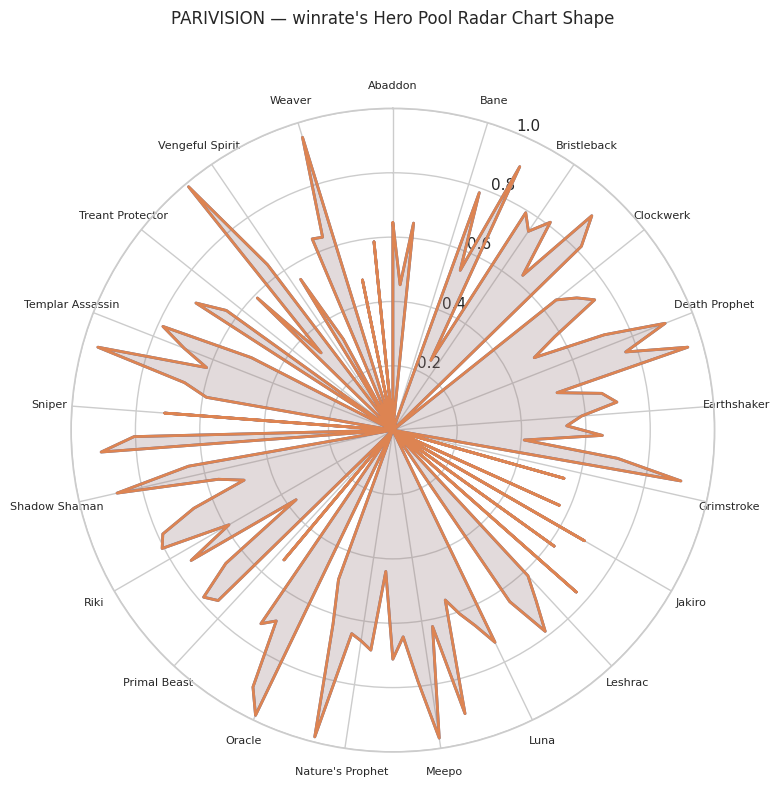 PARIVISION — winrate's Hero Pool Radar Chart Shape
Abaddon
Bane
Bristleback
Clockwerk
Death Prophet
Earthshaker
Grimstroke
Jakiro
Leshrac
Luna
Meepo
Nature's Prophet
Oracle
Primal Beast
Riki
Shadow Shaman
Sniper
Templar Assassin
Treant Protector
Vengeful Spirit
Weaver
1.0
0.8
0.6
0.4
0.2